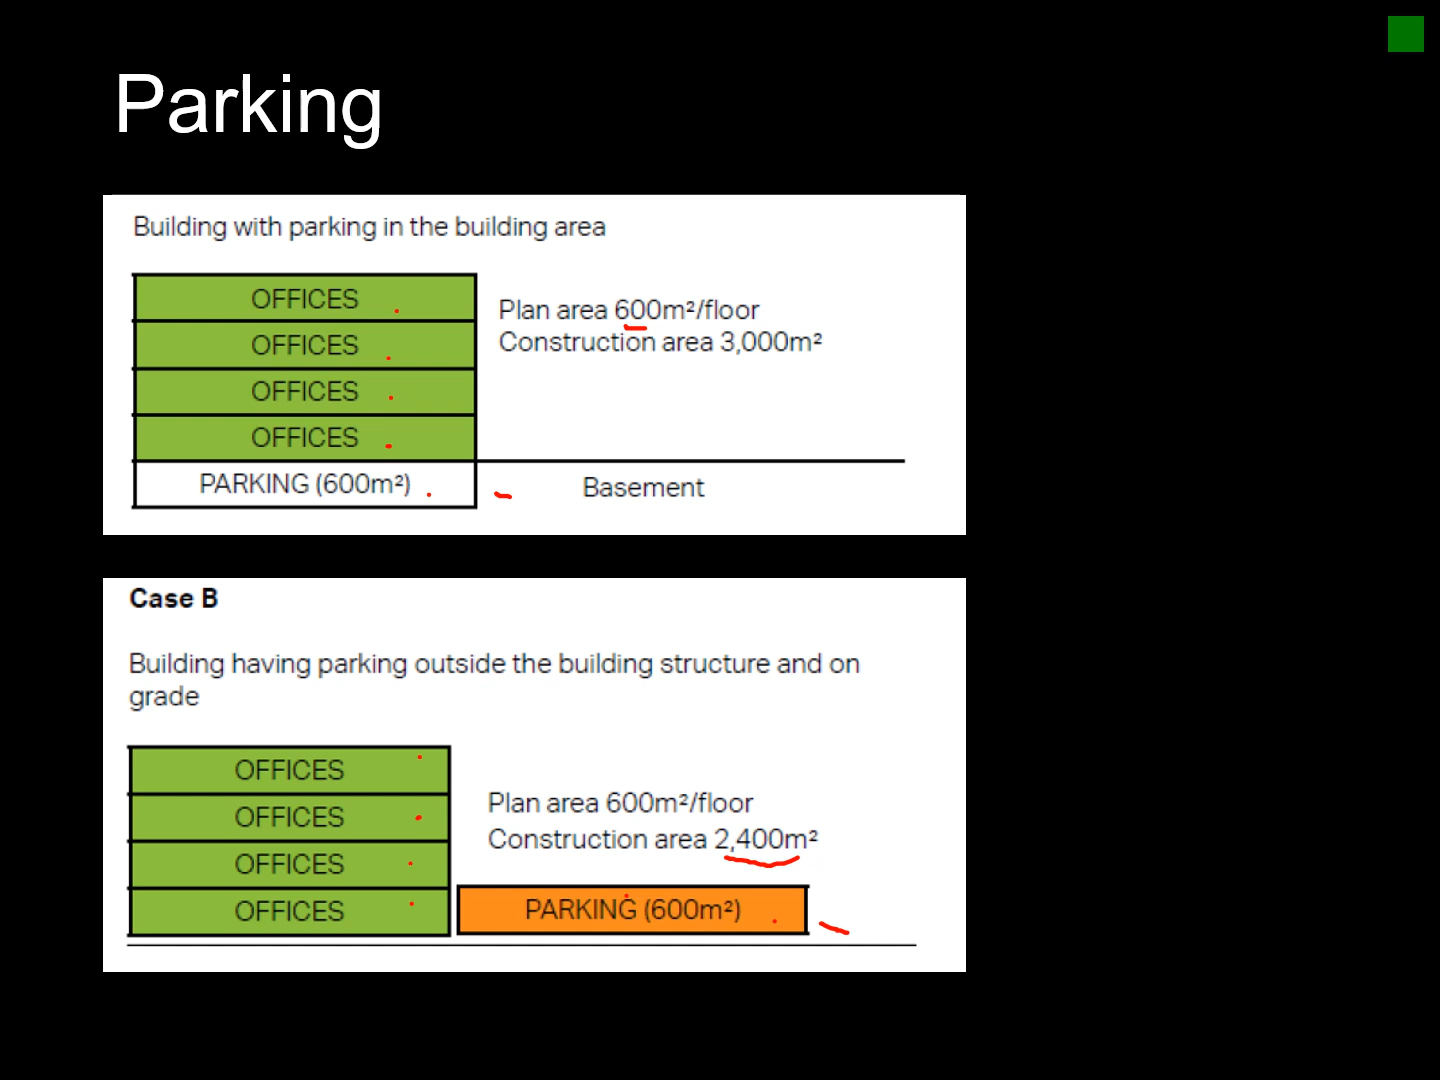 Parking
Building with parking in the building area
OFFICES
OFFICES
OFFICES
OFFICES
PARKING (600m²)
Plan area 600m²/floor
Construction area 3,000m²
Basement
Case B
Building having parking outside the building structure and on
grade
OFFICES
OFFICES
OFFICES
OFFICES
Plan area 600m²/floor
Construction area 2,400m²
PARKING (600m²)